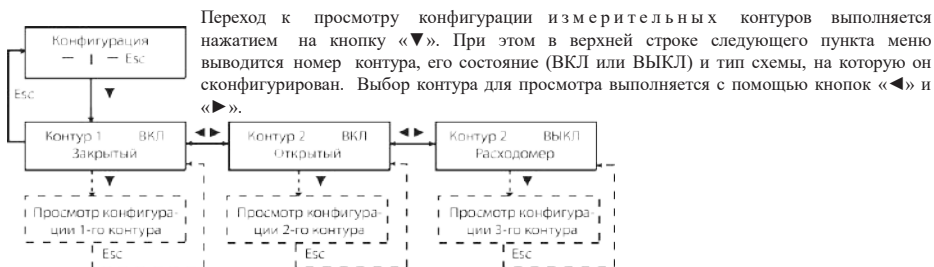 Переход к просмотру конфигурации измерительных контуров выполняется
нажатием на кнопку «▼». При этом в верхней строке следующего пункта меню
выводится номер контура, его состояние (ВКЛ или ВЫКЛ) и тип схемы, на которую он
сконфигурирован. Выбор контура для просмотра выполняется с помощью кнопок «◄» и
«►».
Конфигурация
— | — Esc
Esc
▼
Контур 1 ВКЛ
Закрытый
◄ ►
Контур 2 ВКЛ
Открытый
◄ ►
Контур 2 ВЫКЛ
Расходомер
▼
▼
▼
Просмотр конфигура-
ции 1-го контура
Просмотр конфигура-
ции 2-го контура
Просмотр конфигура-
ции 3-го контура
Esc
Esc
Esc